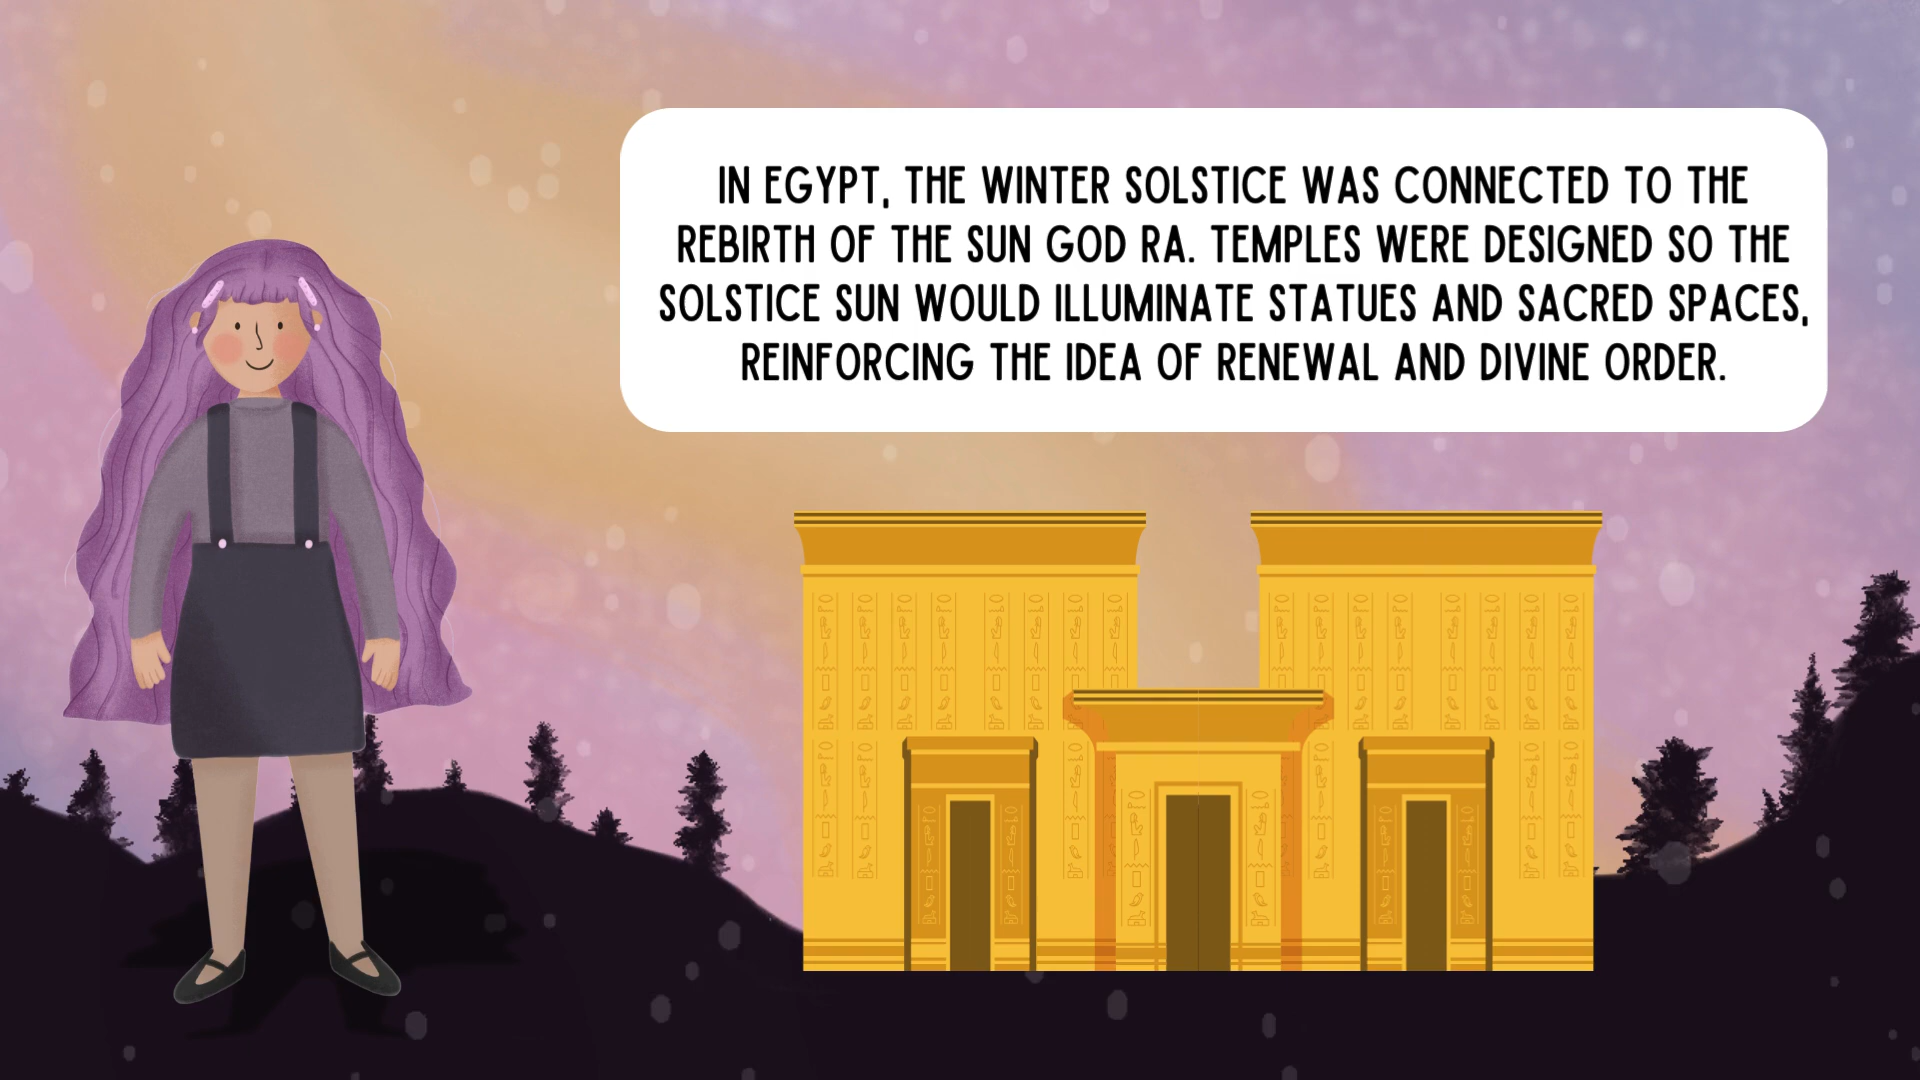 IN EGYPT, THE WINTER SOLSTICE WAS CONNECTED TO THE
REBIRTH OF THE SUN GOD RA. TEMPLES WERE DESIGNED SO THE
SOLSTICE SUN WOULD ILLUMINATE STATUES AND SACRED SPACES,
REINFORCING THE IDEA OF RENEWAL AND DIVINE ORDER.